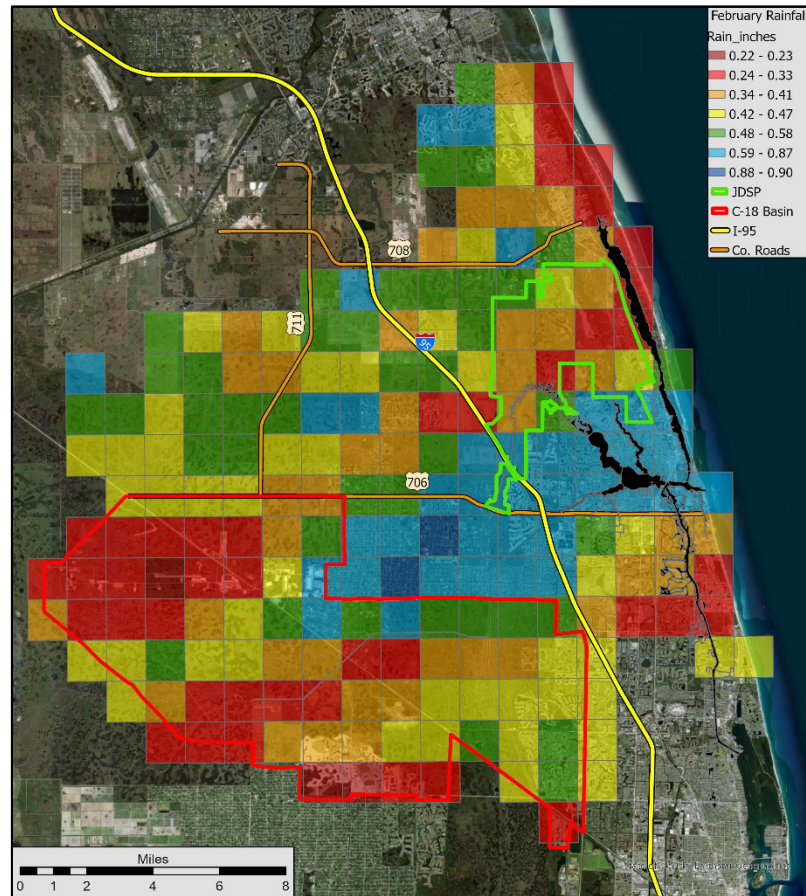 February Rainfall
Rain_inches
0.22 - 0.23
0.24 - 0.33
0.34 - 0.41
0.42 - 0.47
0.48 - 0.58
0.59 - 0.87
0.88 - 0.90
JDSP
C-18 Basin
I-95
Co. Roads
708
711
95
706
Miles
0 1 2 4 6 8